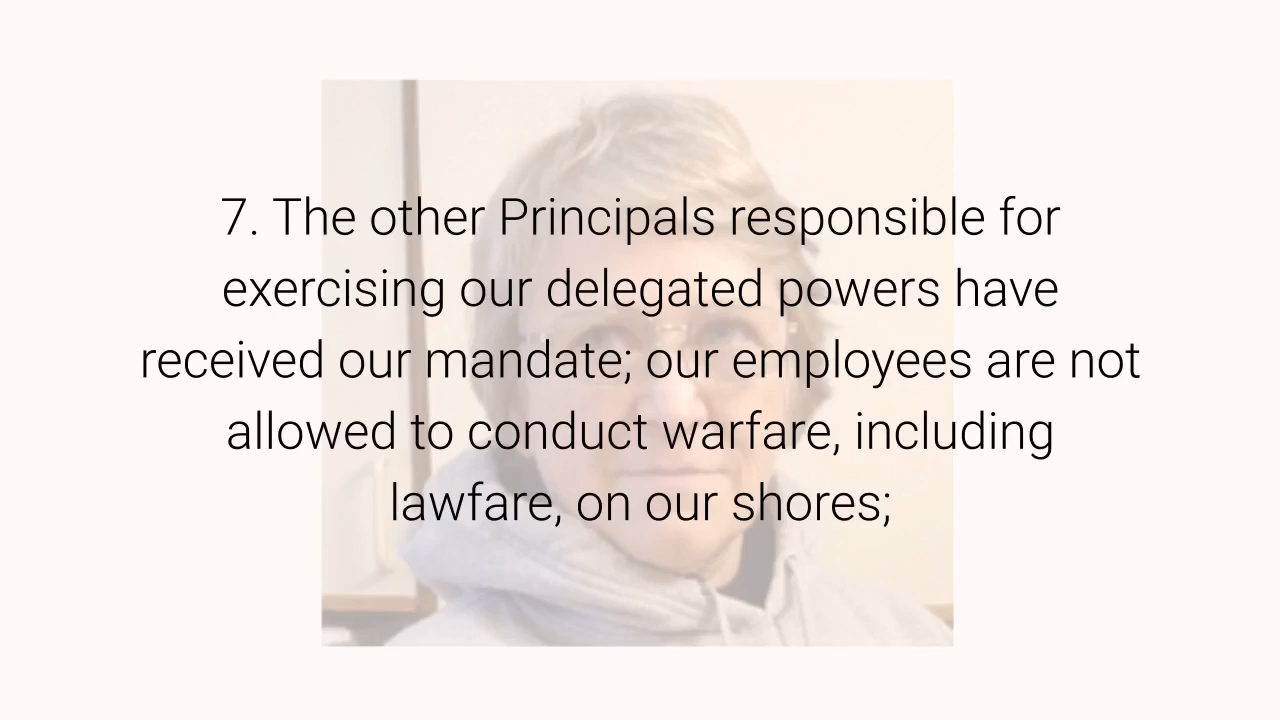 7. The other Principals responsible for
exercising our delegated powers have
received our mandate; our employees are not
allowed to conduct warfare, including
lawfare, on our shores;